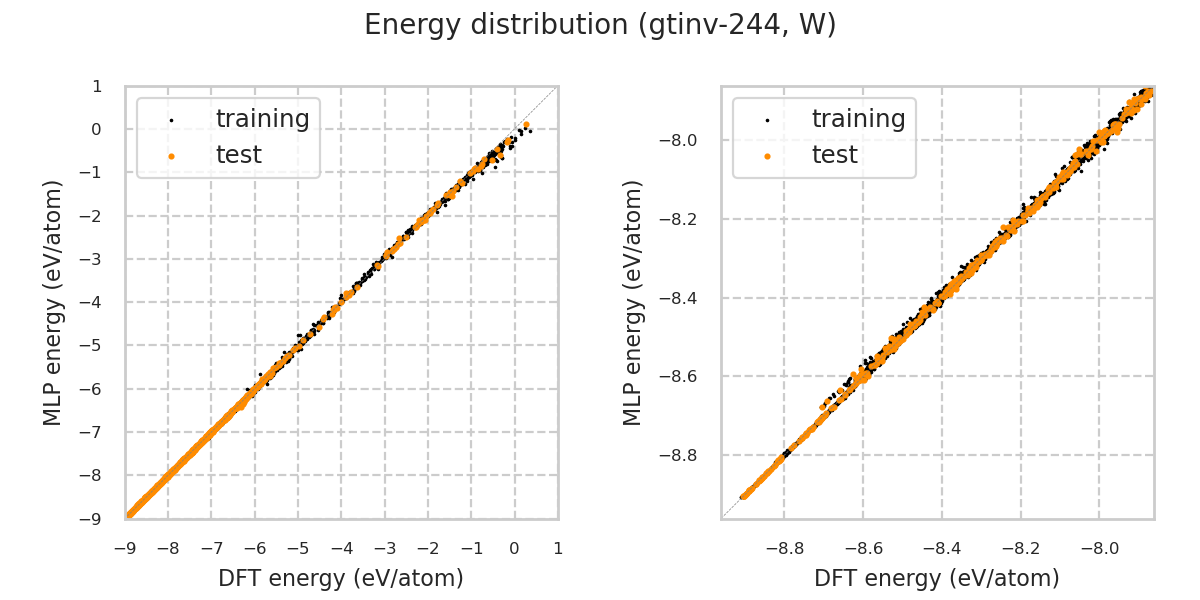 Energy distribution (gtinv-244, W)
MLP energy (eV/atom)
1
0
−1
−2
−3
−4
−5
−6
−7
−8
−9
training
test
−9 −8 −7 −6 −5 −4 −3 −2 −1 0 1
DFT energy (eV/atom)
MLP energy (eV/atom)
−8.0
−8.2
−8.4
−8.6
−8.8
training
test
−8.8 −8.6 −8.4 −8.2 −8.0
DFT energy (eV/atom)